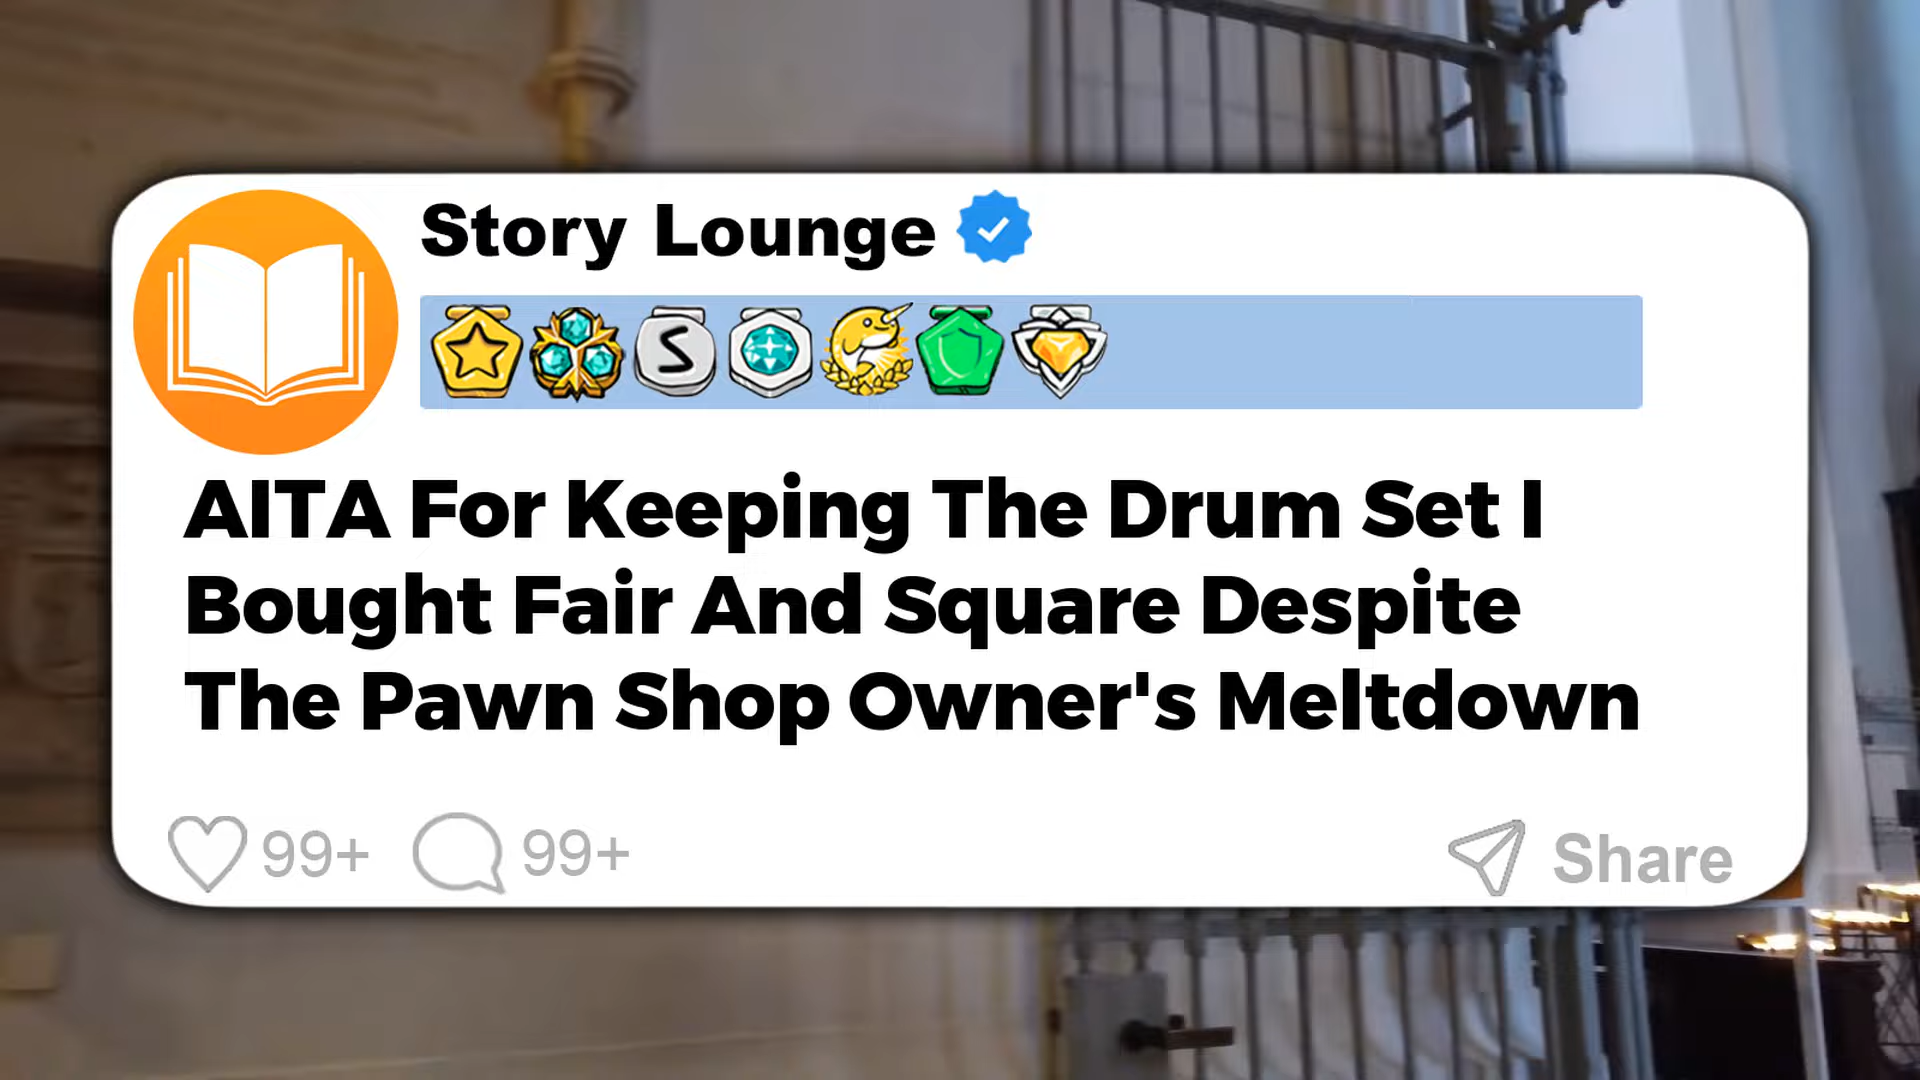 Story Lounge
S
AITA For Keeping The Drum Set I
Bought Fair And Square Despite
The Pawn Shop Owner's Meltdown
99+ 99+ Share